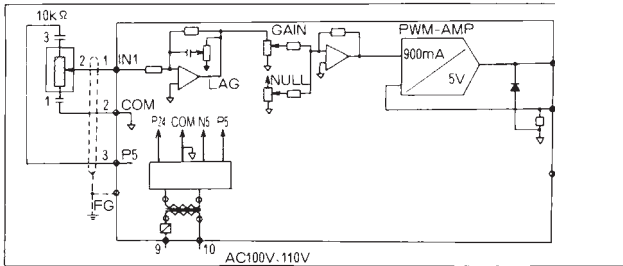 10kΩ
3
2
1
IN1
1
2
COM
3
P5
FG
LAG
GAIN
NULL
PWM-AMP
900mA
5V
P24 COM N5 P5
9
10
AC100V-110V